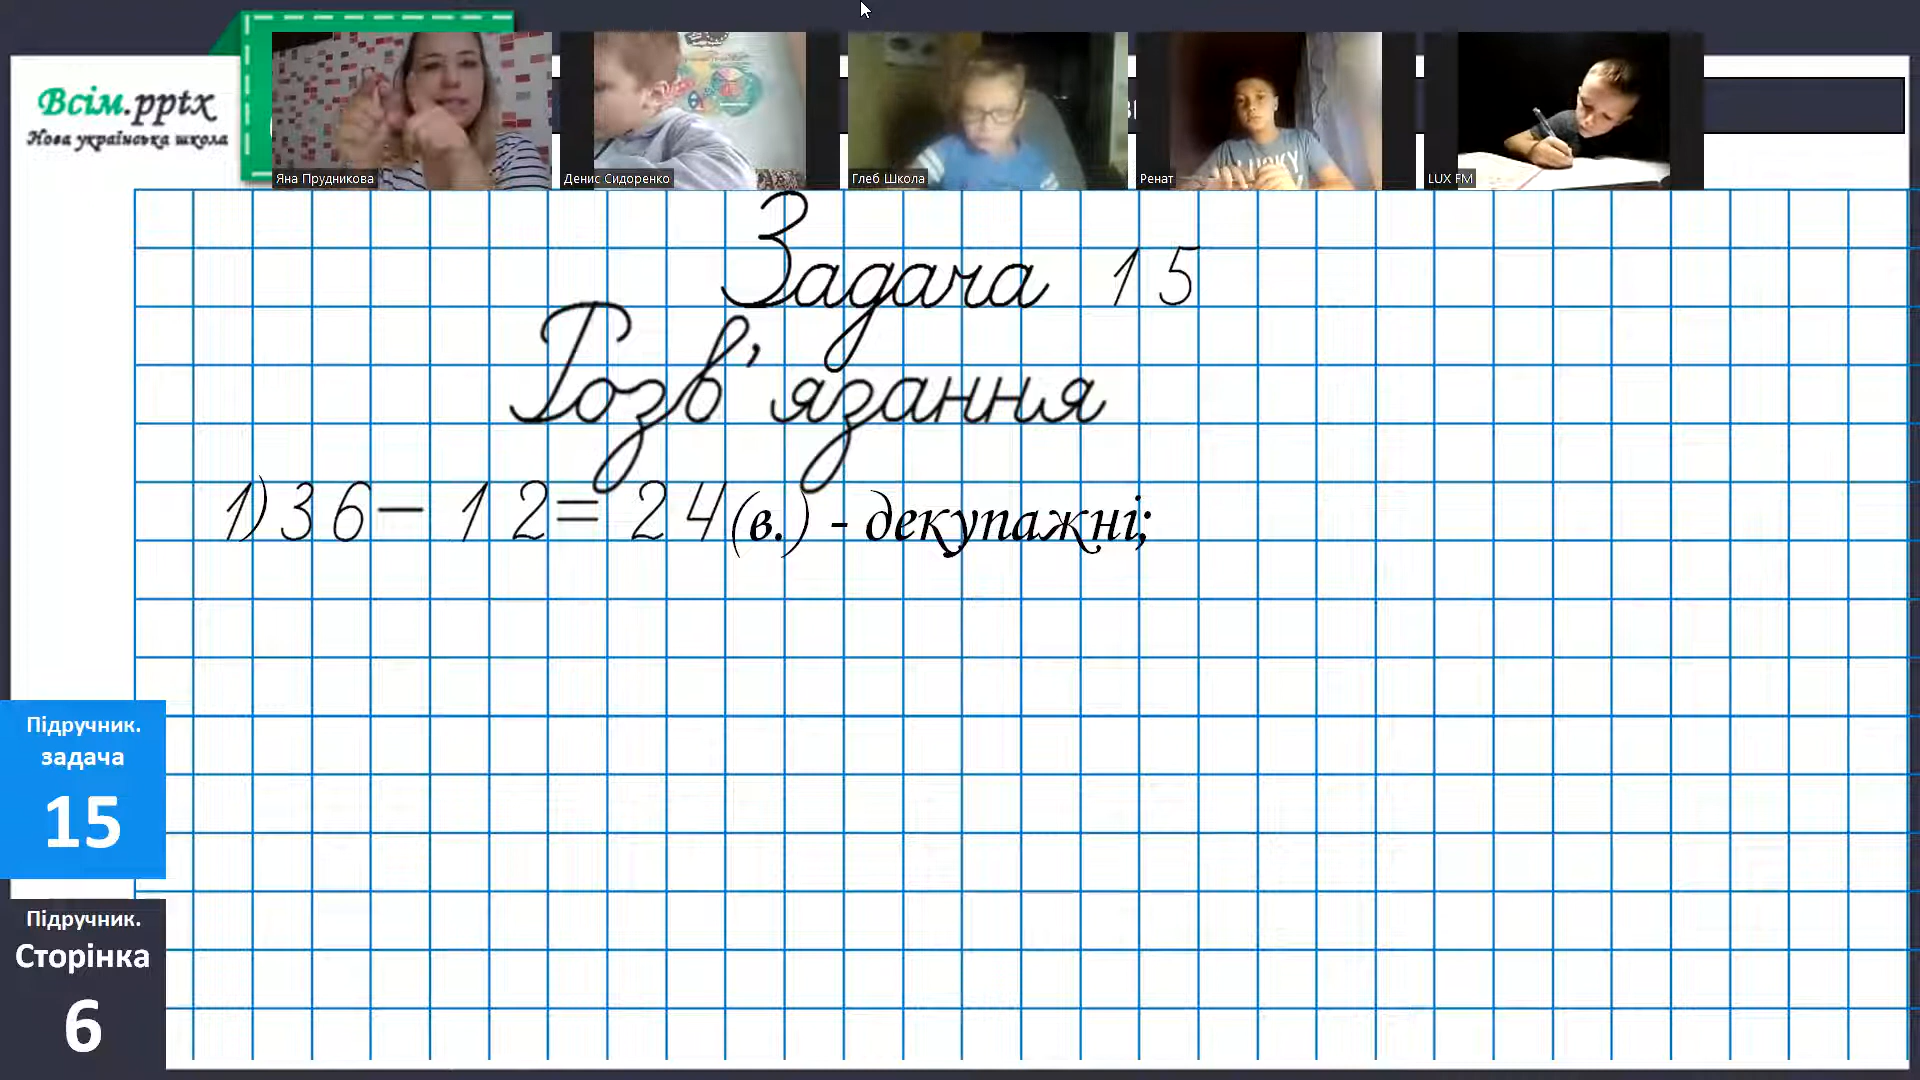 Всім.pptx
Нова українська школа
Яна Прудникова
Денис Сидоренко
Глеб Школа
Ренат
LUX FM
LUCKY
Задача 15
Розв'язання
1) 36 - 12 = 24 (в.) - декупажні;
Підручник.
задача
15
Підручник.
Сторінка
6